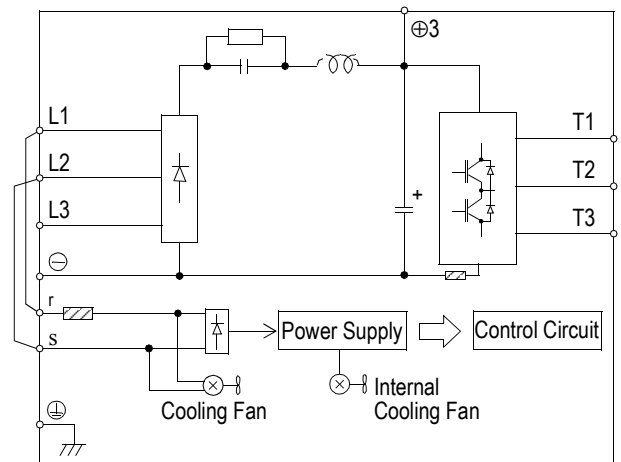 ⊕3
L1
T1
L2
T2
+
L3
T3
⊖
r
s
Power Supply
Control Circuit
Cooling Fan
Internal
Cooling Fan